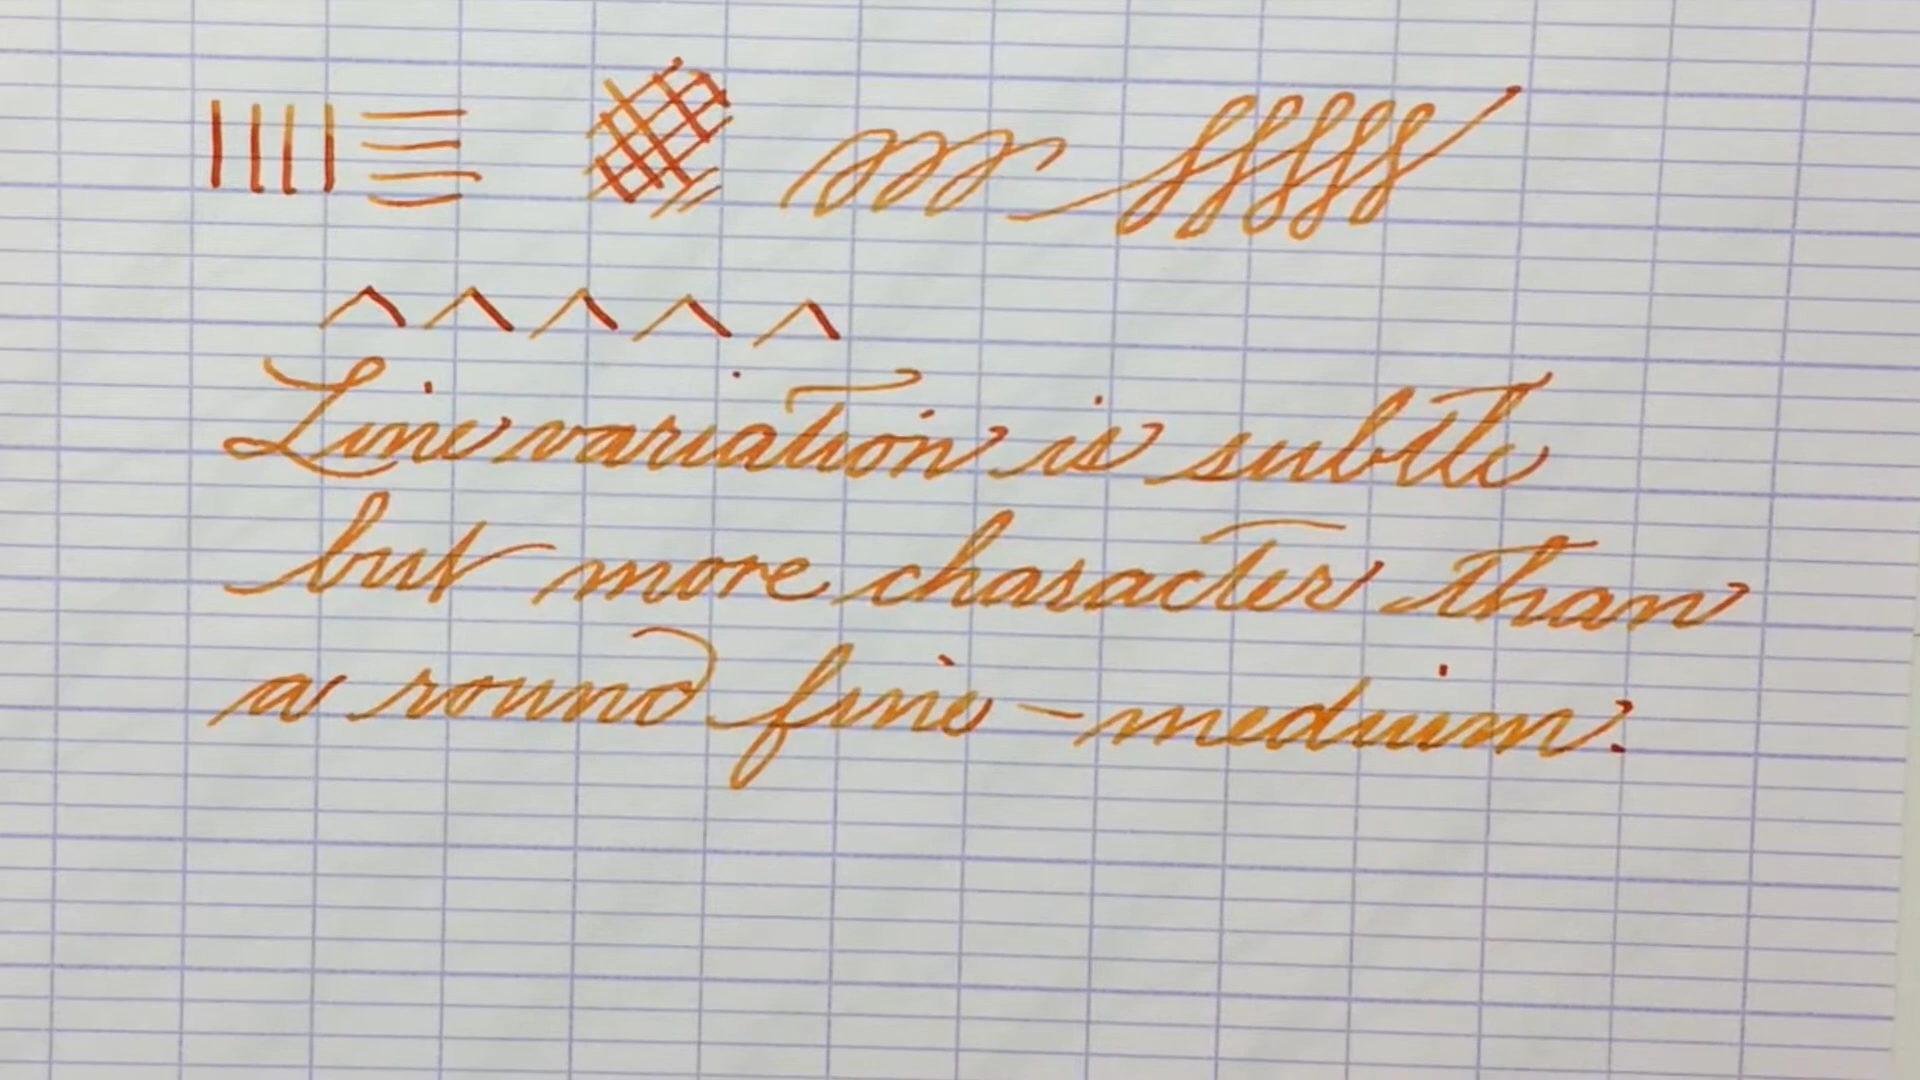 Line variation is subtle
but more character than
a round fine-medium.